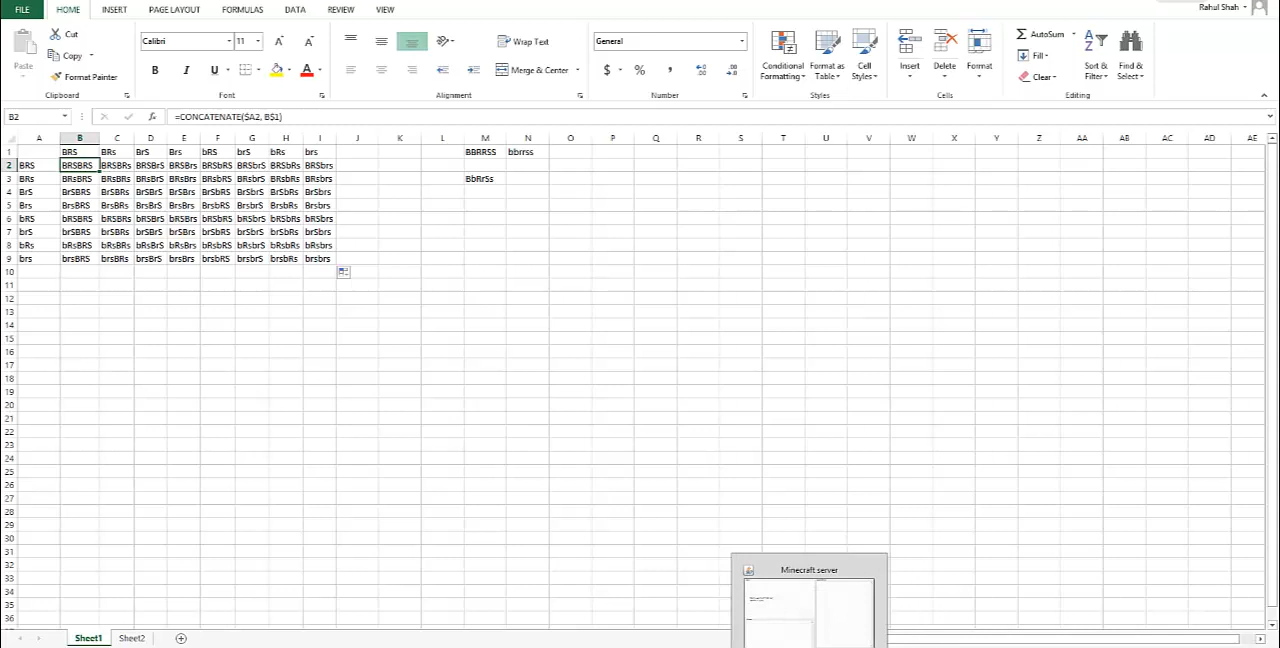 FILE HOME INSERT PAGE LAYOUT FORMULAS DATA REVIEW VIEW Rahul Shah
Cut Calibri 11 A A Wrap Text General AutoSum
Copy
Paste Format Painter B I U A Merge & Center $ % , Conditional Formatting Format as Table Cell Styles Insert Delete Format Fill Clear Sort & Filter Find & Select
Clipboard Font Alignment Number Styles Cells Editing
B2 fx =CONCATENATE($A2, B$1)
A B C D E F G H I J K L M N O P Q R S T U V W X Y Z AA AB AC AD AE
1 BRS BRs BrS Brs bRS brS bRs brs BBRRSS bbrrss
2 BRS BRSBRS BRSBRs BRSBrS BRSBrs BRSbRS BRSbrS BRSbRs BRSbrs
3 BRs BRsBRS BRsBRs BRsBrS BRsBrs BRsbRS BRsbrS BRsbRs BRsbrs BbRrSs
4 BrS BrSBRS BrSBRs BrSBrS BrSBrs BrSbRS BrSbrS BrSbRs BrSbrs
5 Brs BrsBRS BrsBRs BrsBrS BrsBrs BrsbRS BrsbrS BrsbRs Brsbrs
6 bRS bRSBRS bRSBRs bRSBrS bRSBrs bRSbRS bRSbrS bRSbRs bRSbrs
7 brS brSBRS brSBRs brSBrS brSBrs brSbRS brSbrS brSbRs brSbrs
8 bRs bRsBRS bRsBRs bRsBrS bRsBrs bRsbRS bRsbrS bRsbRs bRsbrs
9 brs brsBRS brsBRs brsBrS brsBrs brsbRS brsbrS brsbRs brsbrs
10
11
12
13
14
15
16
17
18
19
20
21
22
23
24
25
26
27
28
29
30
31
32
33
34
35
36
Minecraft server
Sheet1 Sheet2